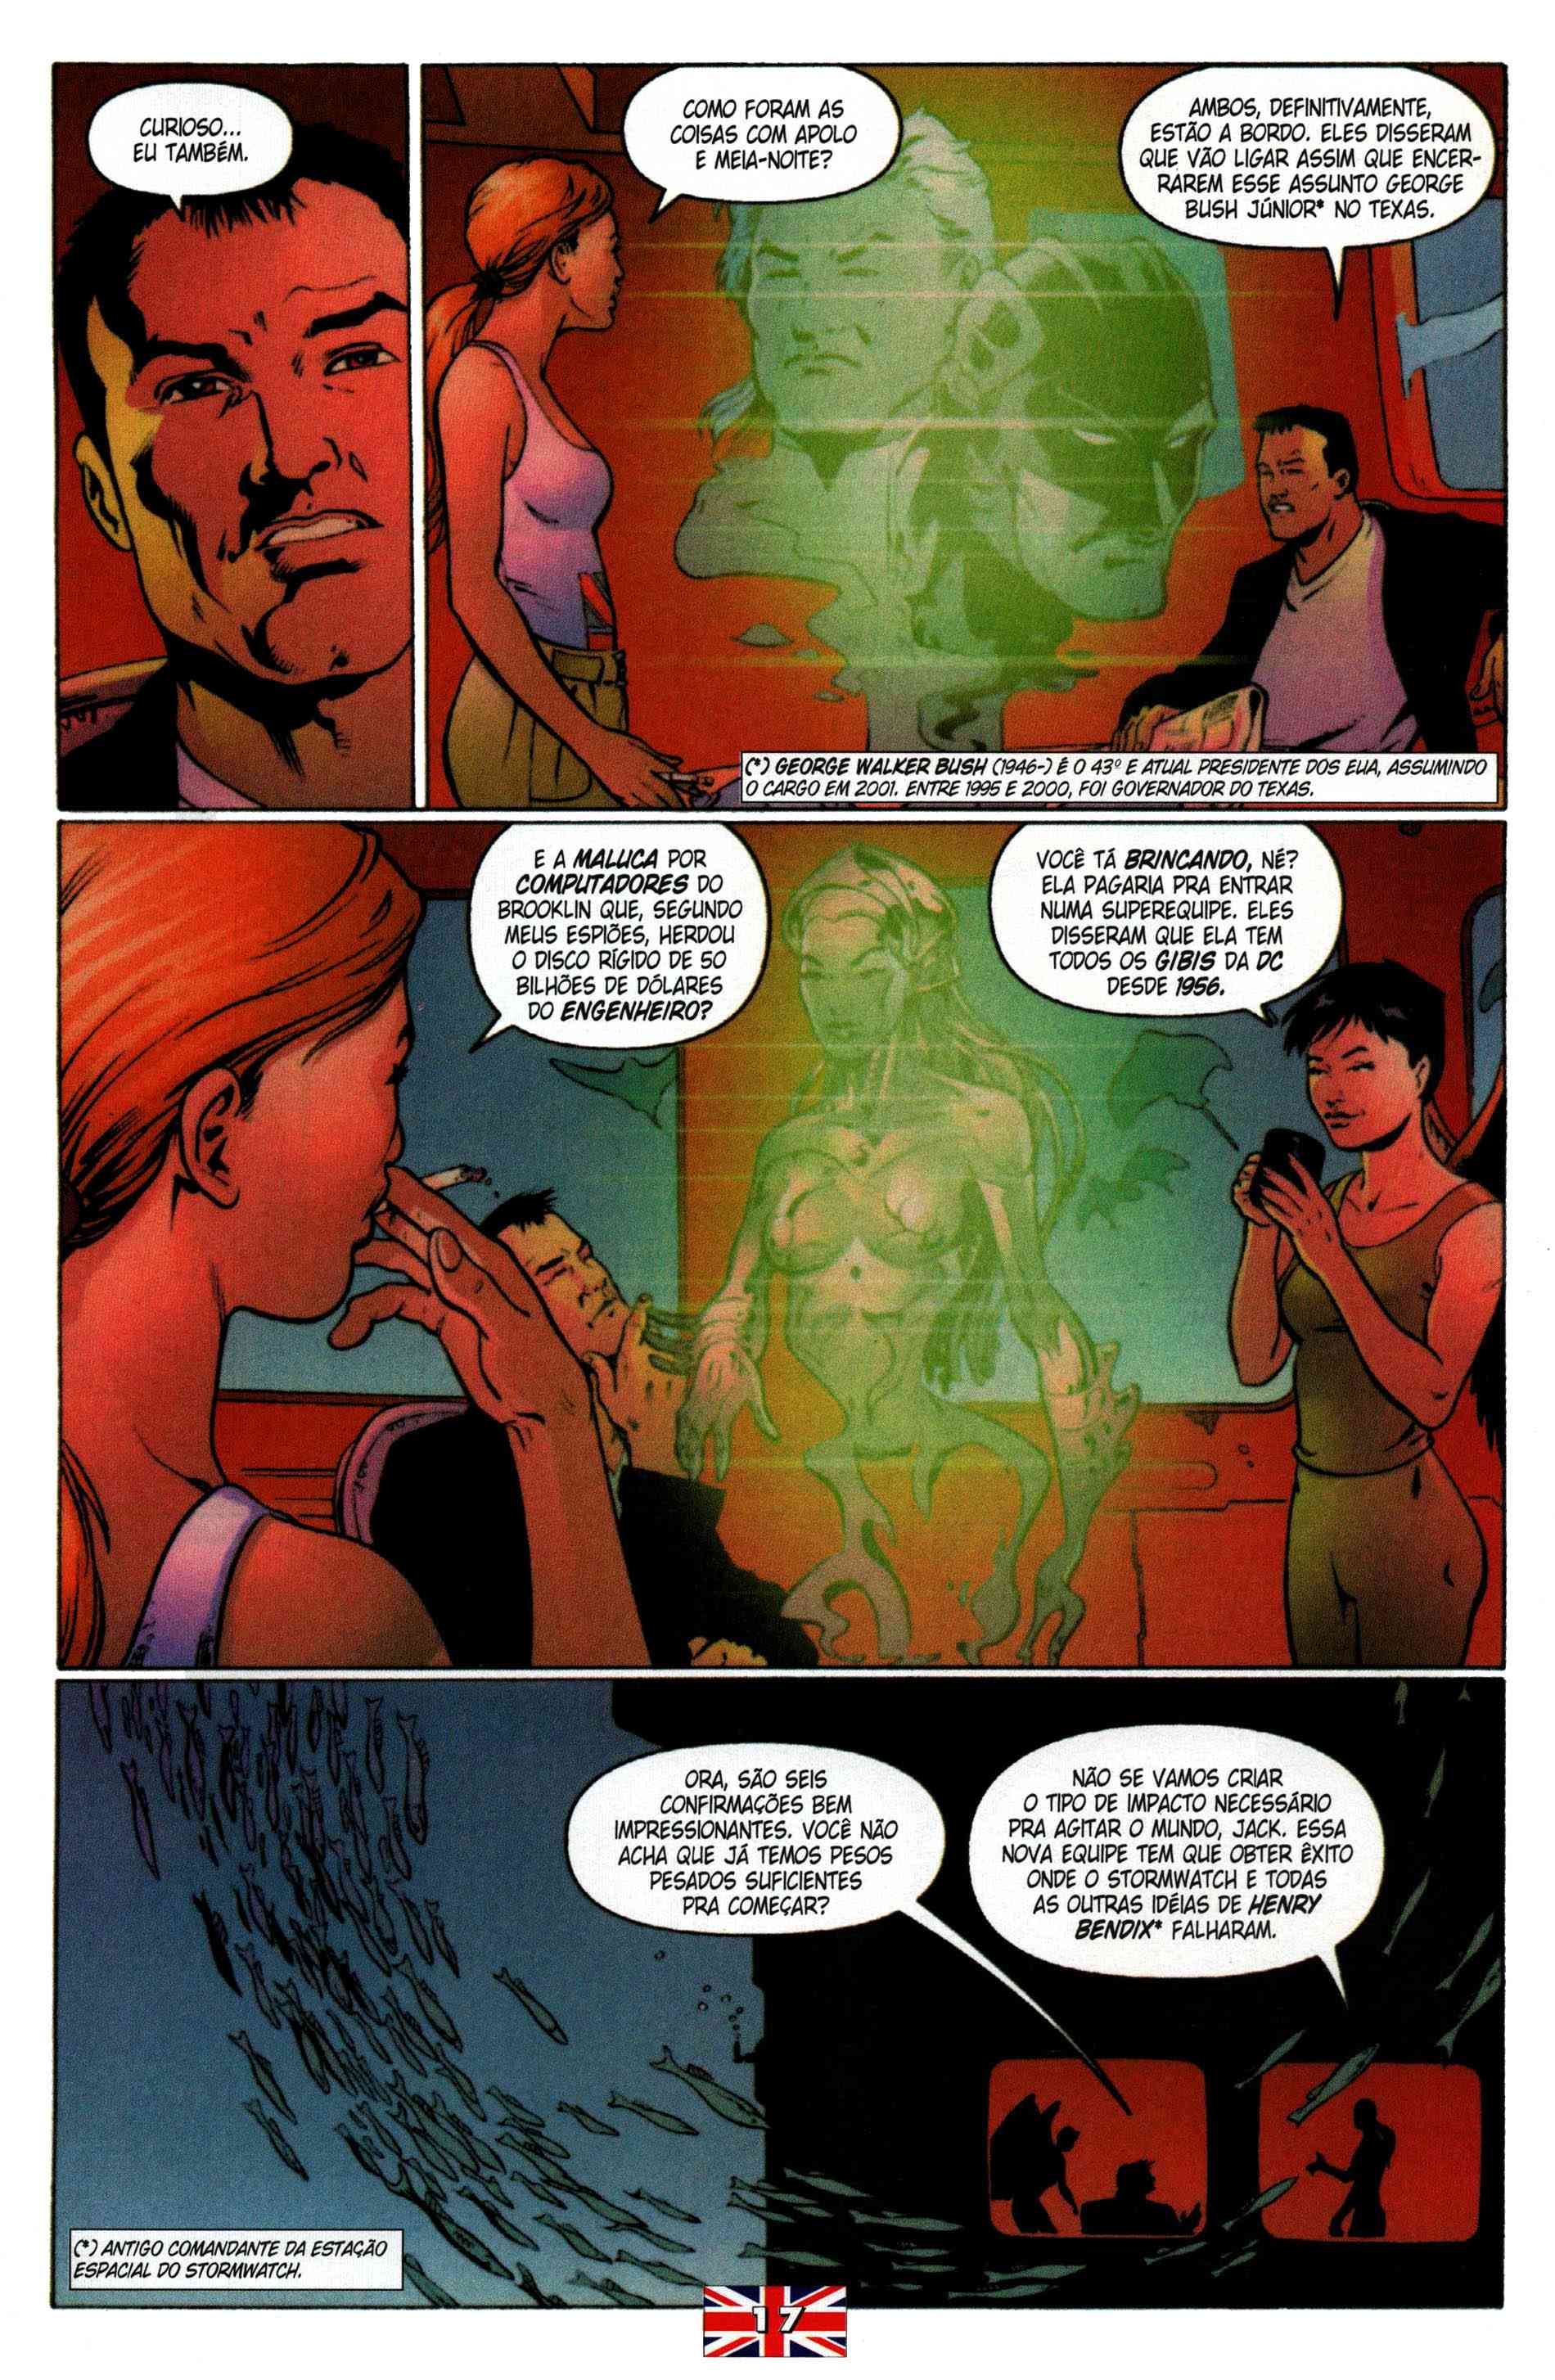 CURIOSO...
EU TAMBÉM.
COMO FORAM AS
COISAS COM APOLO
E MEIA-NOITE?
AMBOS, DEFINITIVAMENTE,
ESTÃO A BORDO. ELES DISSERAM
QUE VÃO LIGAR ASSIM QUE ENCER-
RAREM ESSE ASSUNTO GEORGE
BUSH JÚNIOR* NO TEXAS.
(*) GEORGE WALKER BUSH (1946-) É O 43º E ATUAL PRESIDENTE DOS EUA, ASSUMINDO
O CARGO EM 2001. ENTRE 1995 E 2000, FOI GOVERNADOR DO TEXAS.
E A MALUCA POR
COMPUTADORES DO
BROOKLIN QUE, SEGUNDO
MEUS ESPIÕES, HERDOU
O DISCO RÍGIDO DE 50
BILHÕES DE DÓLARES
DO ENGENHEIRO?
VOCÊ TÁ BRINCANDO, NÉ?
ELA PAGARIA PRA ENTRAR
NUMA SUPEREQUIPE. ELES
DISSERAM QUE ELA TEM
TODOS OS GIBIS DA DC
DESDE 1956.
ORA, SÃO SEIS
CONFIRMAÇÕES BEM
IMPRESSIONANTES. VOCÊ NÃO
ACHA QUE JÁ TEMOS PESOS
PESADOS SUFICIENTES
PRA COMEÇAR?
NÃO SE VAMOS CRIAR
O TIPO DE IMPACTO NECESSÁRIO
PRA AGITAR O MUNDO, JACK. ESSA
NOVA EQUIPE TEM QUE OBTER ÊXITO
ONDE O STORMWATCH E TODAS
AS OUTRAS IDÉIAS DE HENRY
BENDIX* FALHARAM.
(*) ANTIGO COMANDANTE DA ESTAÇÃO
ESPACIAL DO STORMWATCH.
17